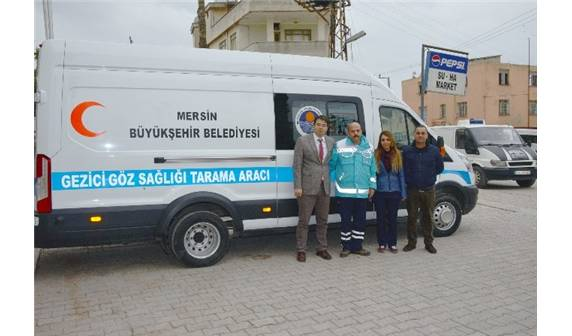 MERSİN
BÜYÜKŞEHİR BELEDİYESİ
GEZİCİ GÖZ SAĞLIĞI TARAMA ARACI
PEPSI
SU - HA
MARKET